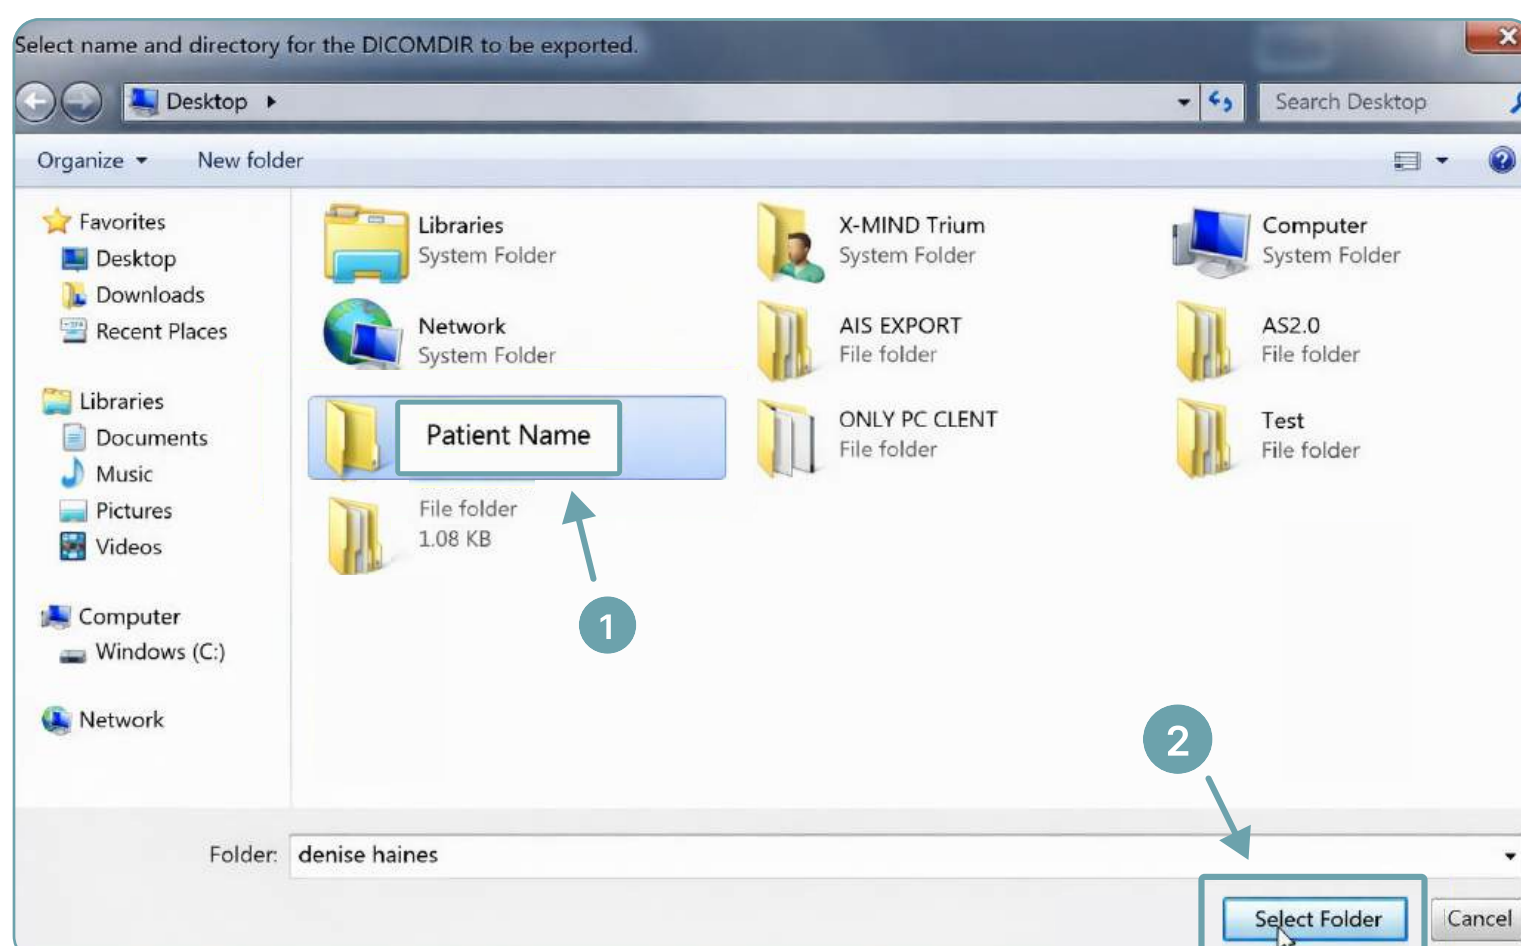 Select name and directory for the DICOMDIR to be exported.
Desktop
Search Desktop
Organize
New folder
Favorites
Desktop
Downloads
Recent Places
Libraries
Documents
Music
Pictures
Videos
Computer
Windows (C:)
Network
Libraries
System Folder
X-MIND Trium
System Folder
Computer
System Folder
Network
System Folder
AIS EXPORT
File folder
AS2.0
File folder
Patient Name
ONLY PC CLENT
File folder
Test
File folder
File folder
1.08 KB
1
2
Folder: denise haines
Select Folder
Cancel